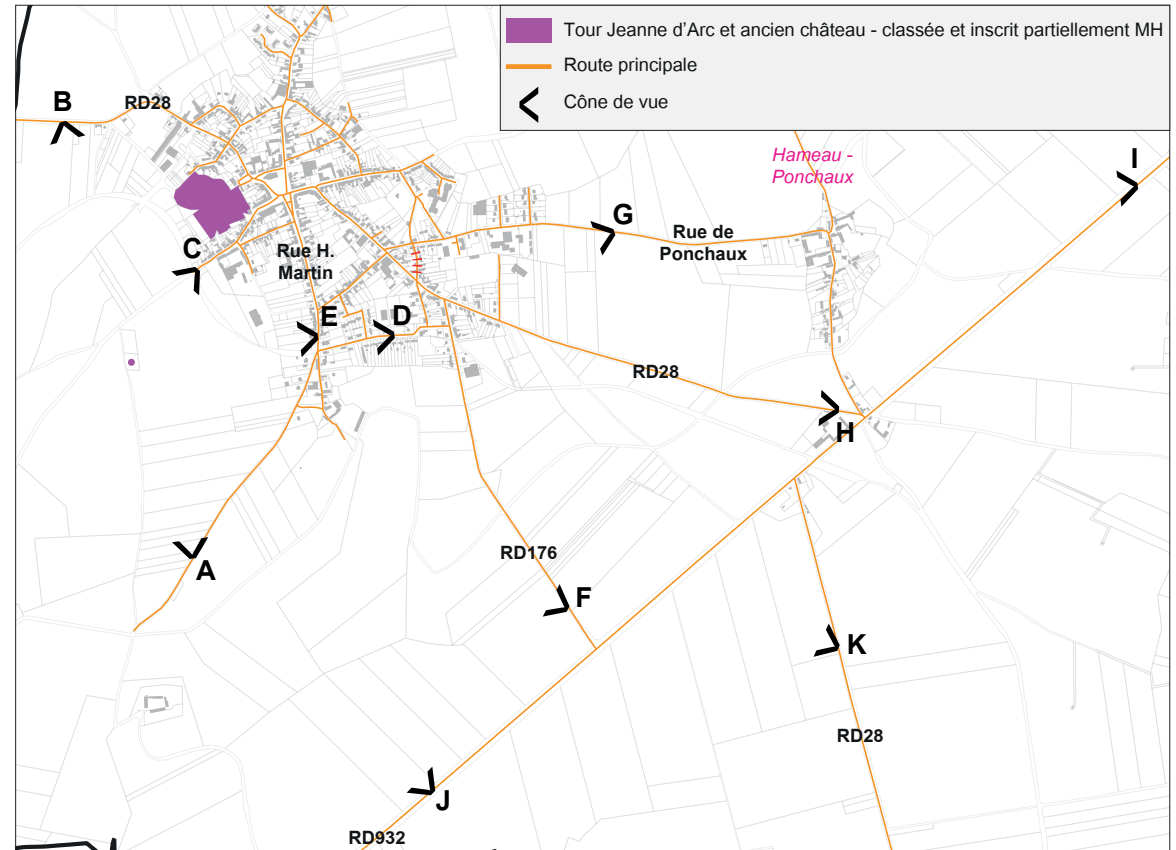 Tour Jeanne d'Arc et ancien château - classée et inscrit partiellement MH
Route principale
Cône de vue
B
RD28
Hameau -
Ponchaux
I
G
Rue de
Ponchaux
C
Rue H.
Martin
E
D
RD28
H
A
RD176
F
K
RD28
J
RD932